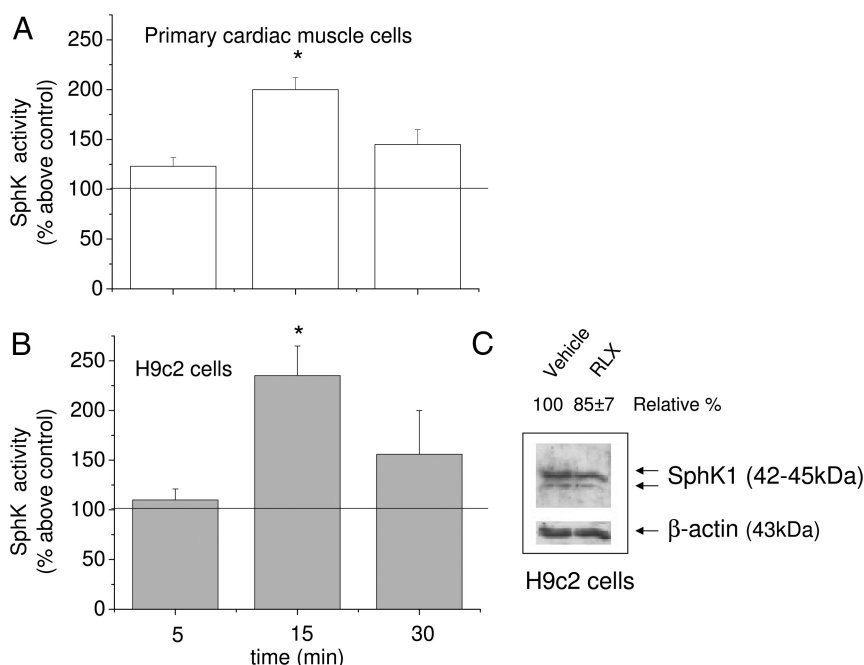 A
Primary cardiac muscle cells
*
SphK activity
(% above control)
250
200
150
100
50
0
B
H9c2 cells
*
SphK activity
(% above control)
250
200
150
100
50
0
5 15 30
time (min)
C
Vehicle RLX
100 85±7 Relative %
SphK1 (42-45kDa)
β-actin (43kDa)
H9c2 cells